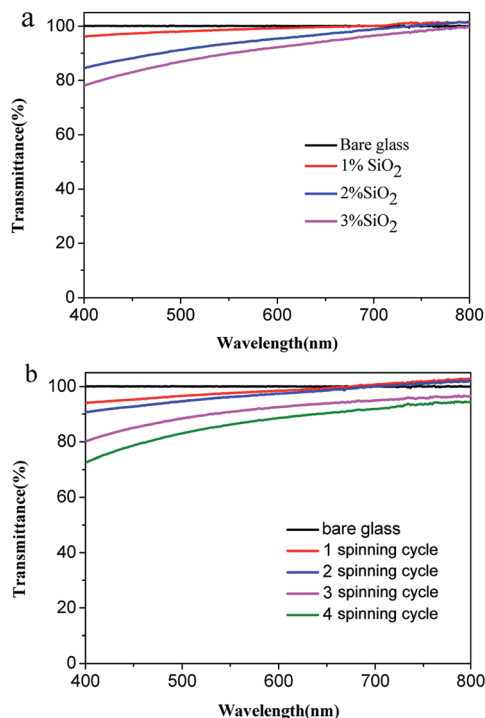 a
100
80
60
40
20
0
Transmittance(%)
Bare glass
1% SiO2
2%SiO2
3%SiO2
400 500 600 700 800
Wavelength(nm)
b
100
80
60
40
20
0
Transmittance(%)
bare glass
1 spinning cycle
2 spinning cycle
3 spinning cycle
4 spinning cycle
400 500 600 700 800
Wavelength(nm)